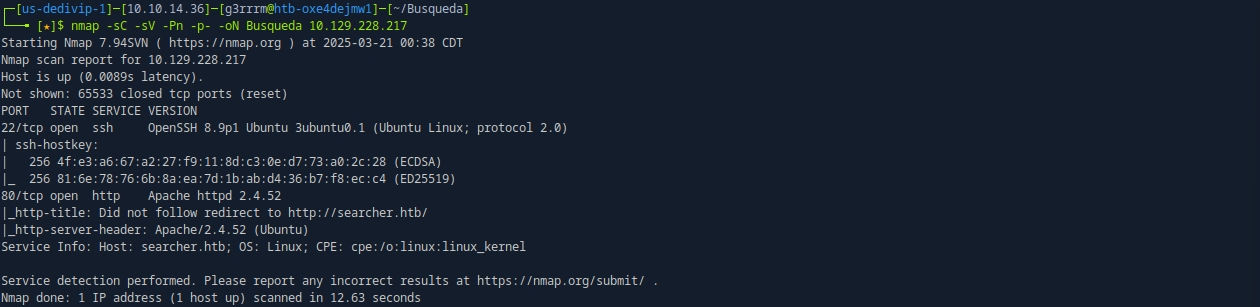 ┌─[us-dedivip-1]─[10.10.14.36]─[g3rrrm@htb-oxe4dejmw1]─[~/Busqueda]
└──╼ [★]$ nmap -sC -sV -Pn -p- -oN Busqueda 10.129.228.217
Starting Nmap 7.94SVN ( https://nmap.org ) at 2025-03-21 00:38 CDT
Nmap scan report for 10.129.228.217
Host is up (0.0089s latency).
Not shown: 65533 closed tcp ports (reset)
PORT   STATE SERVICE VERSION
22/tcp open  ssh     OpenSSH 8.9p1 Ubuntu 3ubuntu0.1 (Ubuntu Linux; protocol 2.0)
| ssh-hostkey:
|   256 4f:e3:a6:67:a2:27:f9:11:8d:c3:0e:d7:73:a0:2c:28 (ECDSA)
|_  256 81:6e:78:76:6b:8a:ea:7d:1b:ab:d4:36:b7:f8:ec:c4 (ED25519)
80/tcp open  http    Apache httpd 2.4.52
|_http-title: Did not follow redirect to http://searcher.htb/
|_http-server-header: Apache/2.4.52 (Ubuntu)
Service Info: Host: searcher.htb; OS: Linux; CPE: cpe:/o:linux:linux_kernel

Service detection performed. Please report any incorrect results at https://nmap.org/submit/ .
Nmap done: 1 IP address (1 host up) scanned in 12.63 seconds